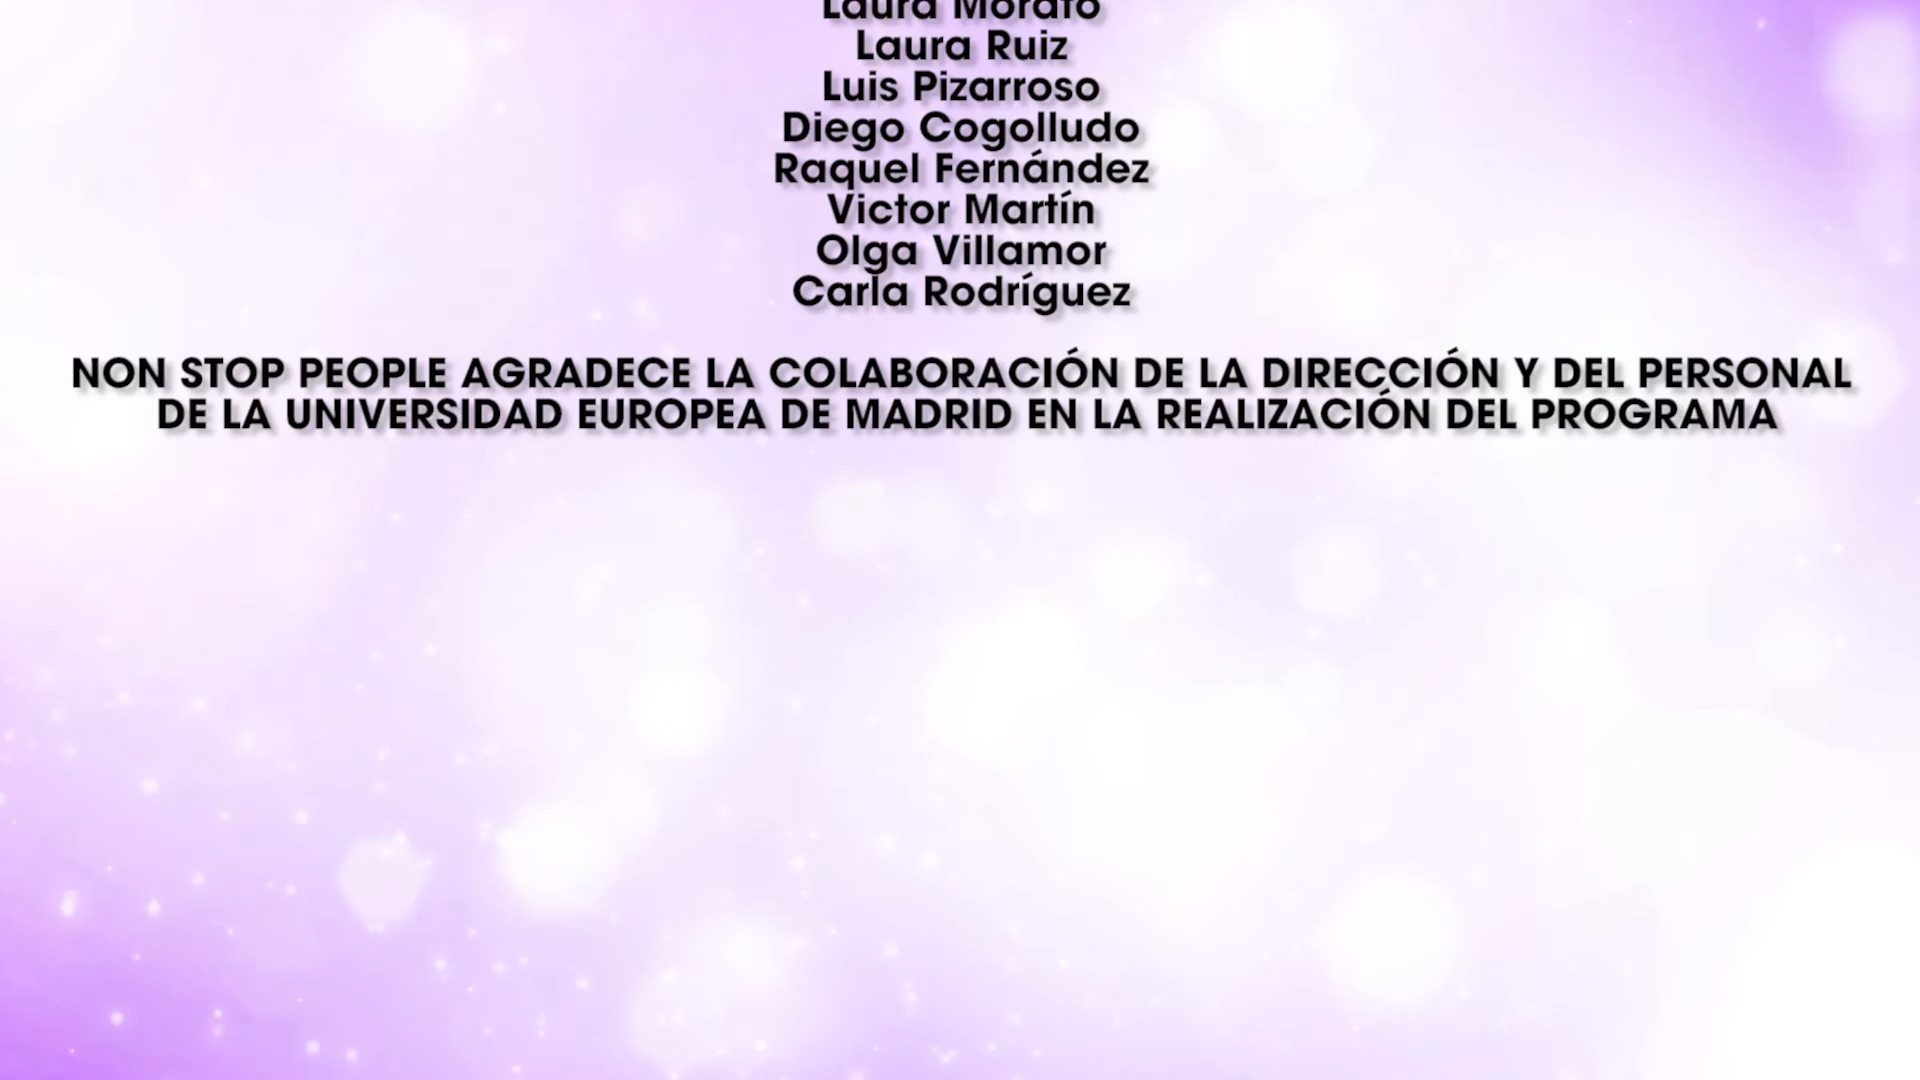 Laura Morato
Laura Ruiz
Luis Pizarroso
Diego Cogolludo
Raquel Fernández
Victor Martín
Olga Villamor
Carla Rodríguez
NON STOP PEOPLE AGRADECE LA COLABORACIÓN DE LA DIRECCIÓN Y DEL PERSONAL
DE LA UNIVERSIDAD EUROPEA DE MADRID EN LA REALIZACIÓN DEL PROGRAMA